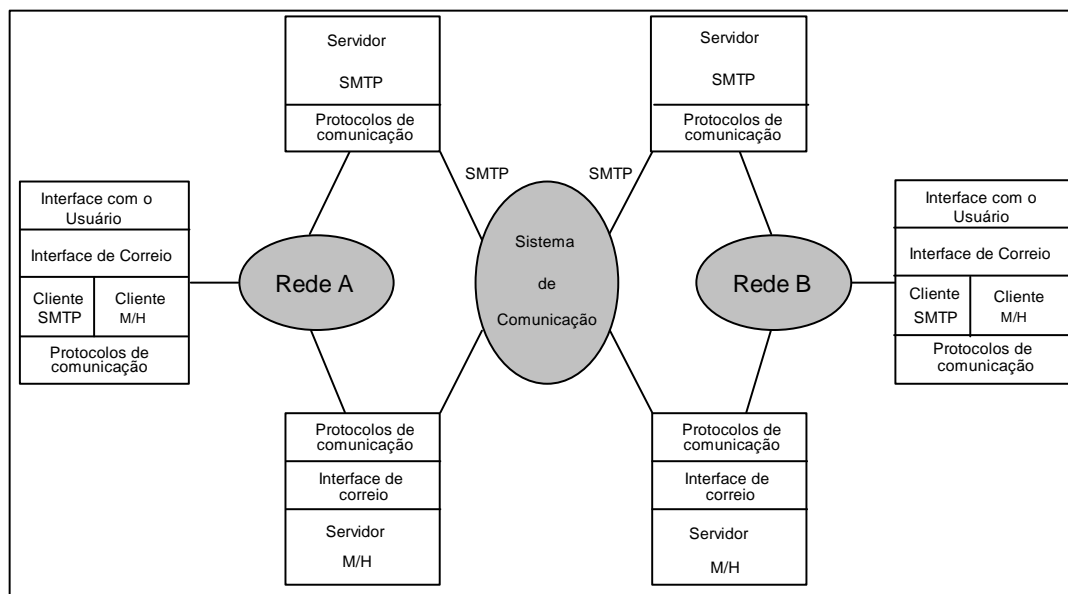 Servidor
SMTP
Protocolos de
comunicação
Servidor
SMTP
Protocolos de
comunicação
SMTP
SMTP
Interface com o
Usuário
Interface de Correio
Cliente
SMTP
Cliente
M/H
Protocolos de
comunicação
Rede A
Sistema
de
Comunicação
Rede B
Interface com o
Usuário
Interface de Correio
Cliente
SMTP
Cliente
M/H
Protocolos de
comunicação
Protocolos de
comunicação
Interface de
correio
Servidor
M/H
Protocolos de
comunicação
Interface de
correio
Servidor
M/H